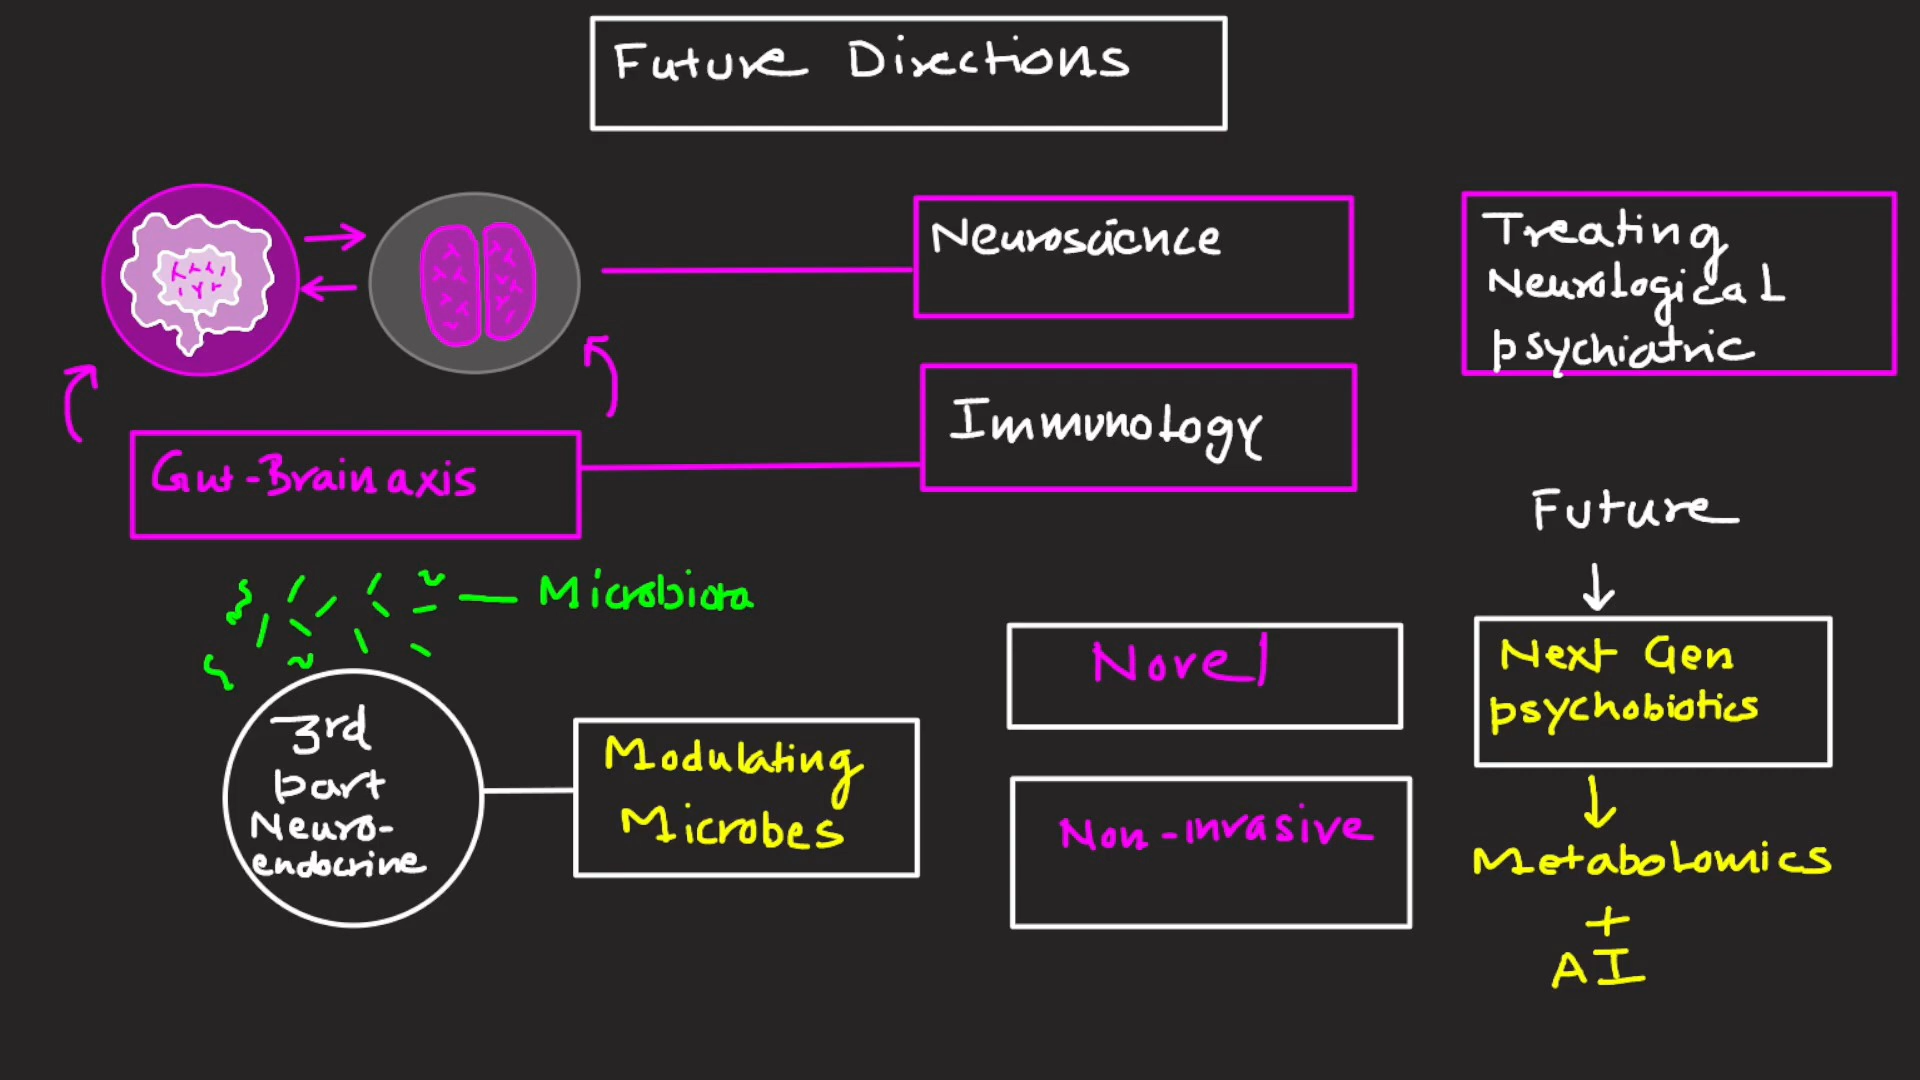 Future Directions
Neuroscience
Treating
Neurological
psychiatric
Immunology
Gut-Brain axis
Microbiota
3rd
part
Neuro-
endocrine
Modulating
Microbes
Novel
Non-invasive
Future
Next Gen
psychobiotics
Metabolomics
+
AI